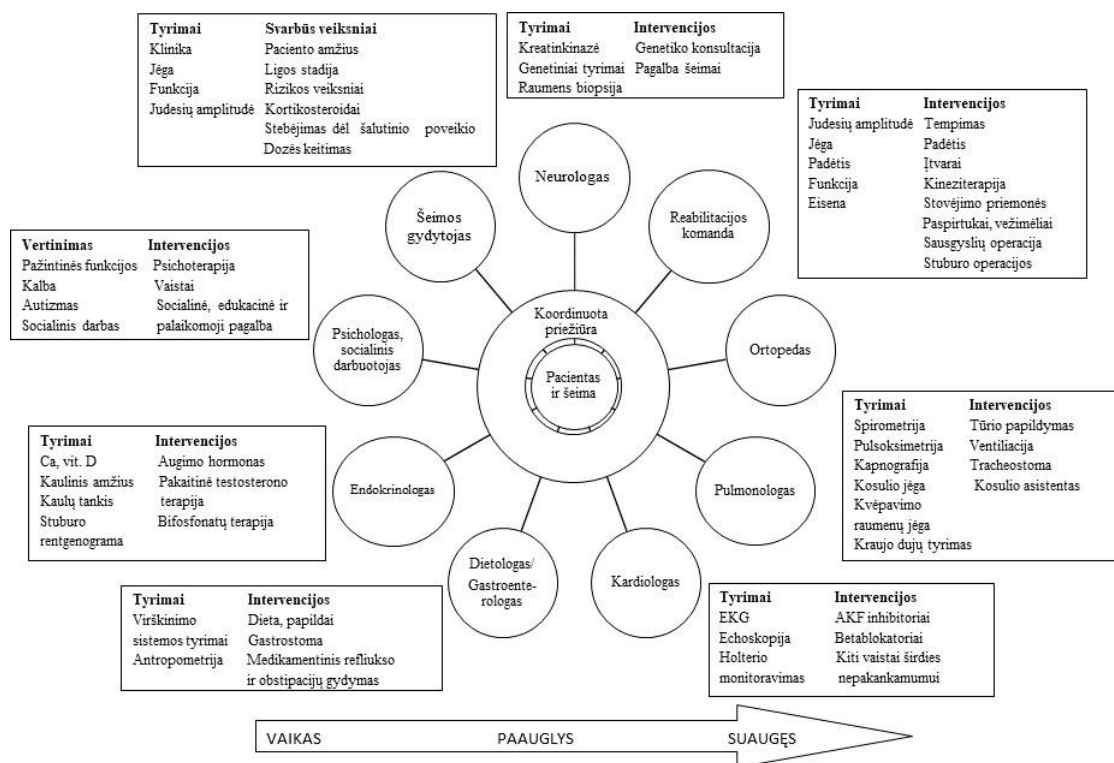 Tyrimai Svarbūs veiksniai
Klinika Paciento amžius
Jėga Ligos stadija
Funkcija Rizikos veiksniai
Judesių amplitudė Kortikosteroidai
Stebėjimas dėl šalutinio poveikio
Dozės keitimas
Tyrimai Intervencijos
Kreatinkinazė Genetiko konsultacija
Genetiniai tyrimai Pagalba šeimai
Raumens biopsija
Tyrimai Intervencijos
Judesių amplitudė Tempimas
Jėga Padėtis
Padėtis Įtvarai
Funkcija Kineziterapija
Eisena Stovėjimo priemonės
Paspirtukai, vežimėliai
Sausgyslių operacija
Stuburo operacijos
Neurologas
Šeimos
gydytojas
Reabilitacijos
komanda
Vertinimas Intervencijos
Pažintinės funkcijos Psichoterapija
Kalba Vaistai
Autizmas Socialinė, edukacinė ir
Socialinis darbas palaikomoji pagalba
Psichologas,
socialinis
darbuotojas
Koordinuota
priežiūra
Pacientas
ir šeima
Ortopedas
Tyrimai Intervencijos
Spirometrija Tūrio papildymas
Pulsoksimetrija Ventiliacija
Kapnografija Tracheostoma
Kosulio jėga Kosulio asistentas
Kvėpavimo
raumenų jėga
Kraujo dujų tyrimas
Tyrimai Intervencijos
Ca, vit. D Augimo hormonas
Kaulinis amžius Pakaitinė testosterono
Kaulų tankis terapija
Stuburo Bifosfonatų terapija
rentgenograma
Endokrinologas
Pulmonologas
Dietologas/
Gastroente-
rologas
Kardiologas
Tyrimai Intervencijos
Virškinimo Dieta, papildai
sistemos tyrimai Gastrostoma
Antropometrija Medikamentinis refliukso
ir obstipacijų gydymas
Tyrimai Intervencijos
EKG AKF inhibitoriai
Echoskopija Betablokatoriai
Holterio Kiti vaistai širdies
monitoravimas nepakankamumui
VAIKAS PAAUGLYS SUAUGĘS